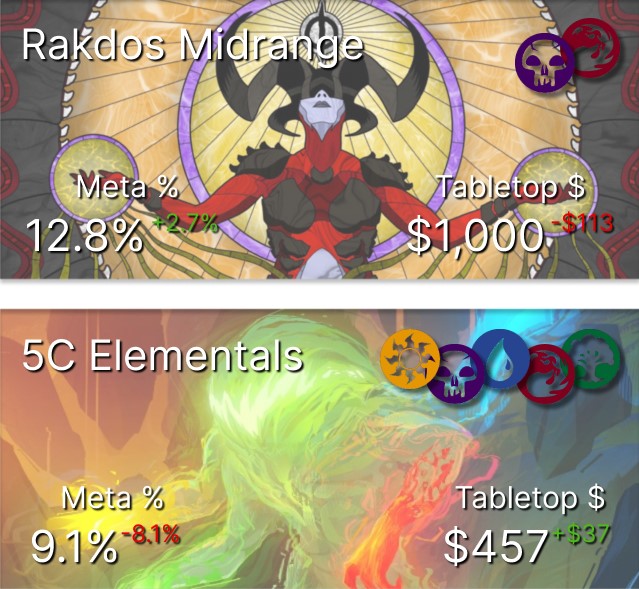 Rakdos Midrange
Meta %
Tabletop $
12.8% +2.7%
$1,000 -$113
5C Elementals
Meta %
Tabletop $
9.1% -8.1%
$457 +$37